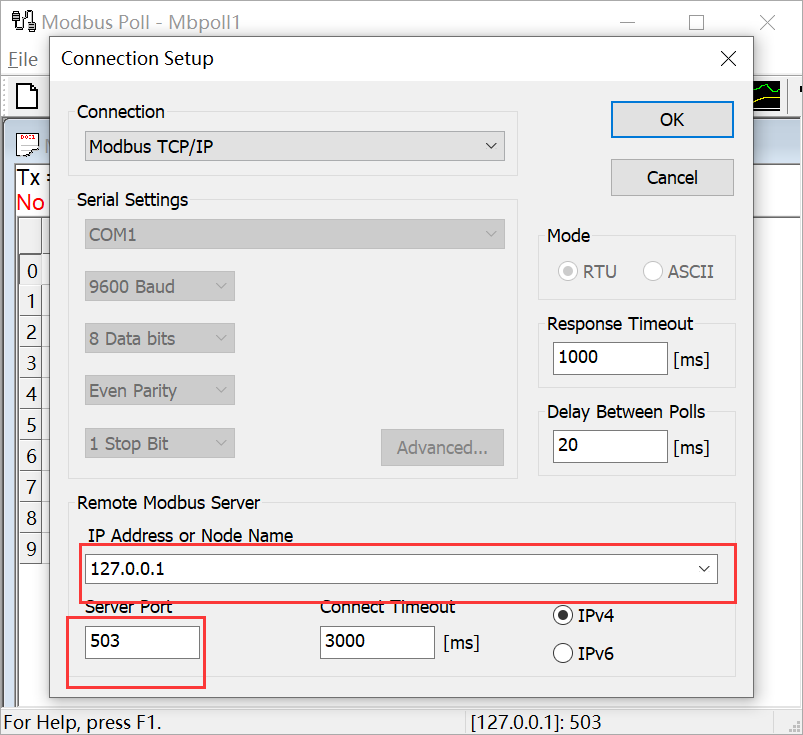 Modbus Poll - Mbpoll1
File
Connection Setup
Connection
OK
Modbus TCP/IP
Cancel
Tx =
No
Serial Settings
COM1
Mode
RTU
ASCII
0
9600 Baud
1
Response Timeout
2
8 Data bits
1000
[ms]
3
Even Parity
4
Delay Between Polls
5
1 Stop Bit
Advanced...
20
[ms]
6
7
Remote Modbus Server
8
IP Address or Node Name
9
127.0.0.1
Server Port
Connect Timeout
IPv4
503
3000
[ms]
IPv6
For Help, press F1.
[127.0.0.1]: 503